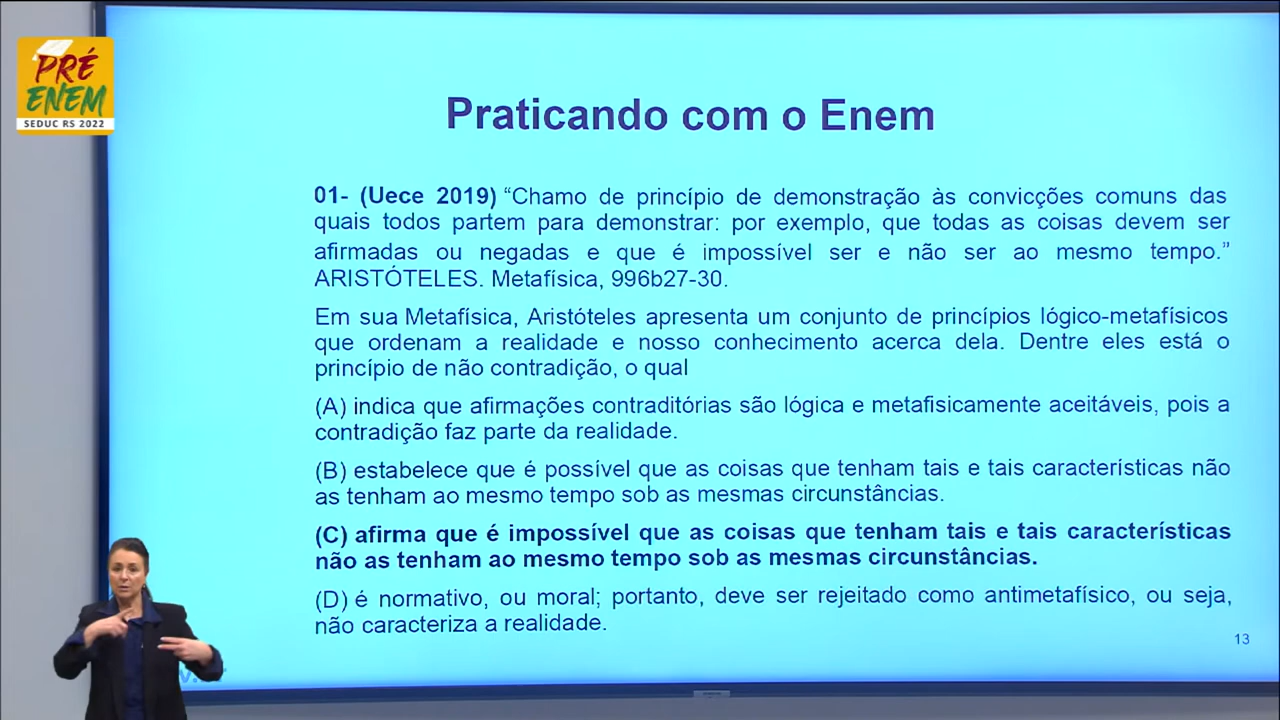 PRÉ
ENEM
SEDUC RS 2022
Praticando com o Enem
01- (Uece 2019) “Chamo de princípio de demonstração às convicções comuns das
quais todos partem para demonstrar: por exemplo, que todas as coisas devem ser
afirmadas ou negadas e que é impossível ser e não ser ao mesmo tempo.”
ARISTÓTELES. Metafísica, 996b27-30.
Em sua Metafísica, Aristóteles apresenta um conjunto de princípios lógico-metafísicos
que ordenam a realidade e nosso conhecimento acerca dela. Dentre eles está o
princípio de não contradição, o qual
(A) indica que afirmações contraditórias são lógica e metafisicamente aceitáveis, pois a
contradição faz parte da realidade.
(B) estabelece que é possível que as coisas que tenham tais e tais características não
as tenham ao mesmo tempo sob as mesmas circunstâncias.
(C) afirma que é impossível que as coisas que tenham tais e tais características
não as tenham ao mesmo tempo sob as mesmas circunstâncias.
(D) é normativo, ou moral; portanto, deve ser rejeitado como antimetafísico, ou seja,
não caracteriza a realidade.
13